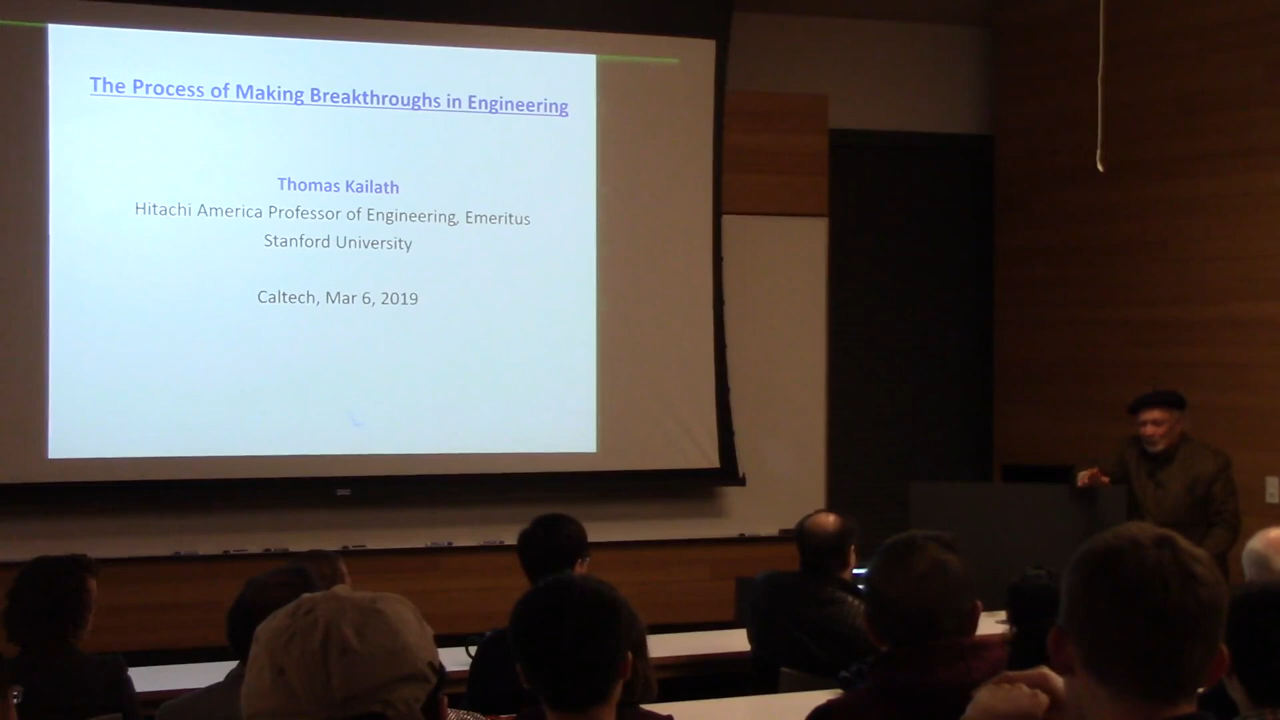 The Process of Making Breakthroughs in Engineering
Thomas Kailath
Hitachi America Professor of Engineering, Emeritus
Stanford University
Caltech, Mar 6, 2019